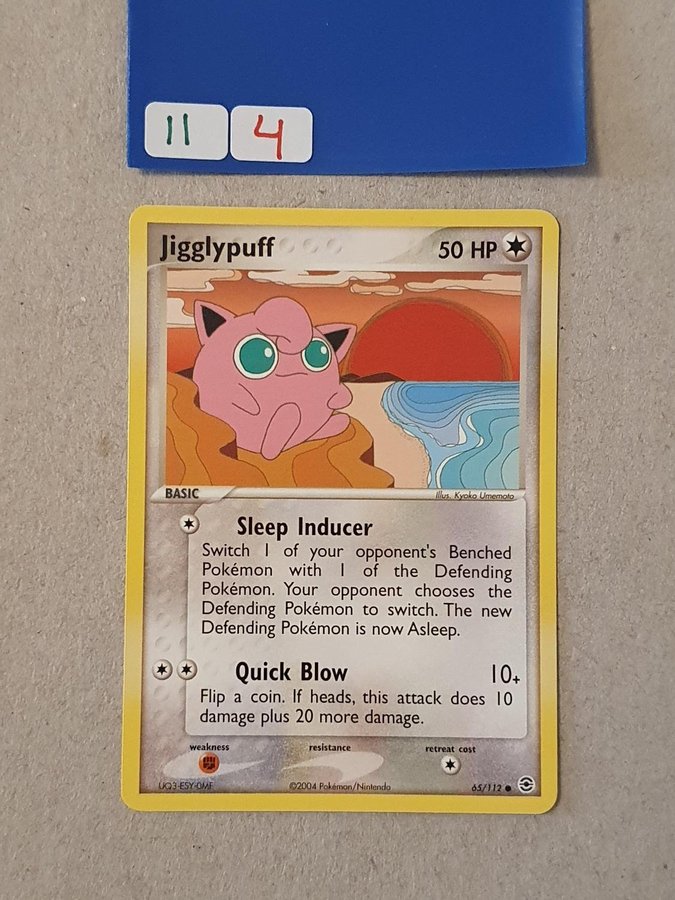 11 4
Jigglypuff 50 HP
BASIC Illus. Kyoko Umemoto
Sleep Inducer
Switch 1 of your opponent's Benched
Pokémon with 1 of the Defending
Pokémon. Your opponent chooses the
Defending Pokémon to switch. The new
Defending Pokémon is now Asleep.
Quick Blow 10+
Flip a coin. If heads, this attack does 10
damage plus 20 more damage.
weakness resistance retreat cost
UQ3-ESY-0MF ©2004 Pokémon/Nintendo 65/112